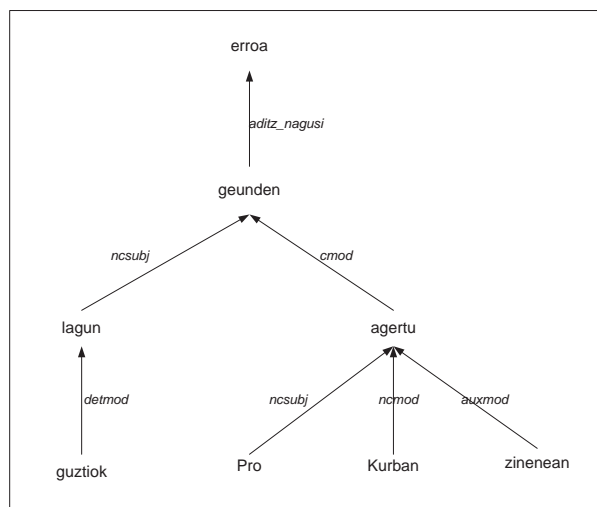 erroa
aditz_nagusi
geunden
ncsubj cmod
lagun agertu
detmod ncsubj ncmod auxmod
guztiok Pro Kurban zinenean